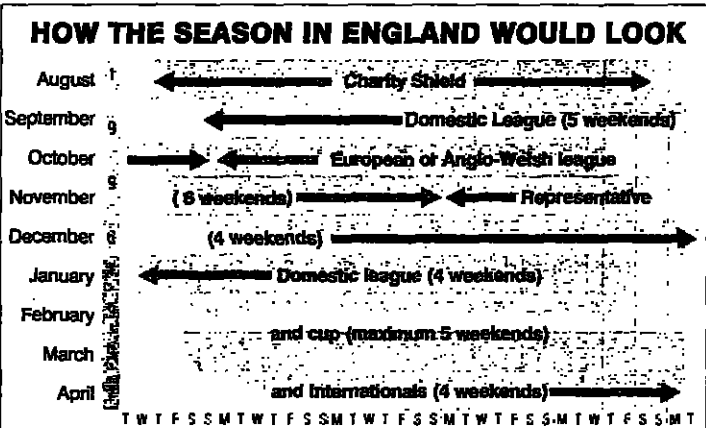 HOW THE SEASON IN ENGLAND WOULD LOOK
August Charity Shield
September Domestic League (5 weekends)
October European or Anglo-Welsh league
November (6 weekends) Representative
December (4 weekends)
January Domestic league (4 weekends)
February
and cup (maximum 5 weekends)
March
April and Internationals (4 weekends)
T W T F S S M T W T F S S M T W T F S S M T W T F S S M T W T F S S M T